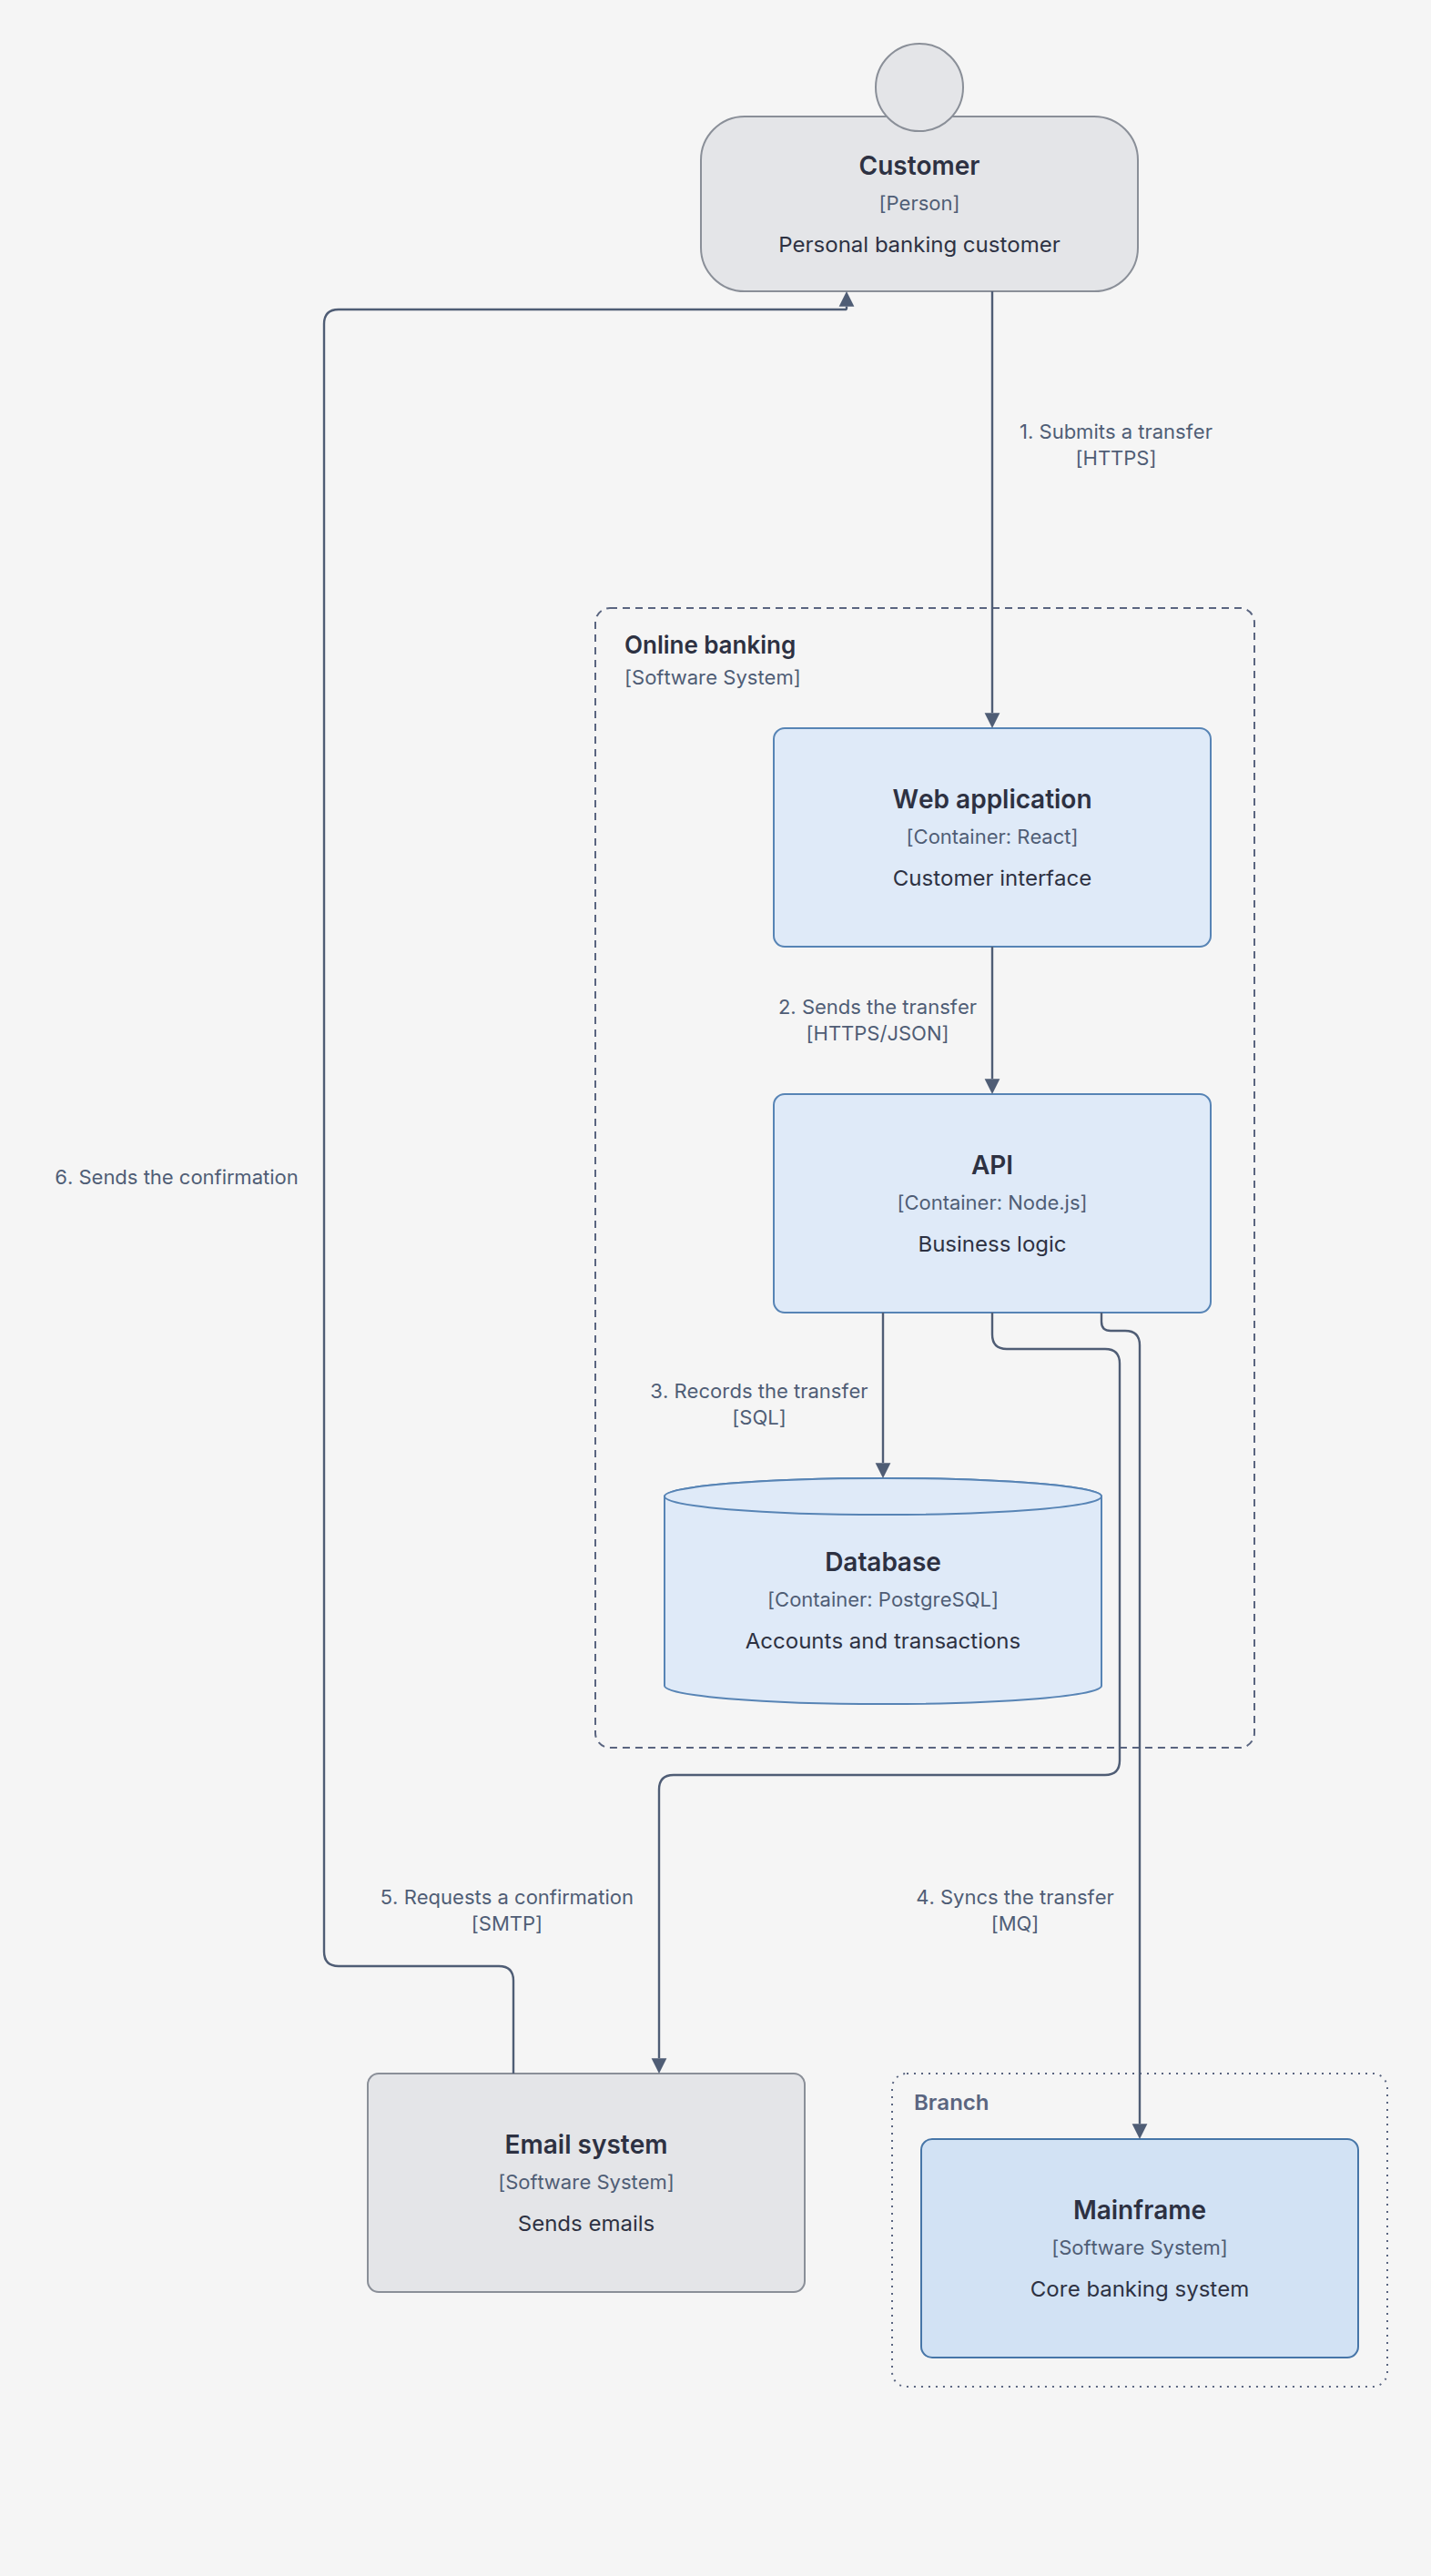 Customer
[Person]
Personal banking customer
1. Submits a transfer
[HTTPS]
Online banking
[Software System]
Web application
[Container: React]
Customer interface
2. Sends the transfer
[HTTPS/JSON]
API
[Container: Node.js]
Business logic
6. Sends the confirmation
3. Records the transfer
[SQL]
Database
[Container: PostgreSQL]
Accounts and transactions
5. Requests a confirmation
[SMTP]
4. Syncs the transfer
[MQ]
Email system
[Software System]
Sends emails
Branch
Mainframe
[Software System]
Core banking system